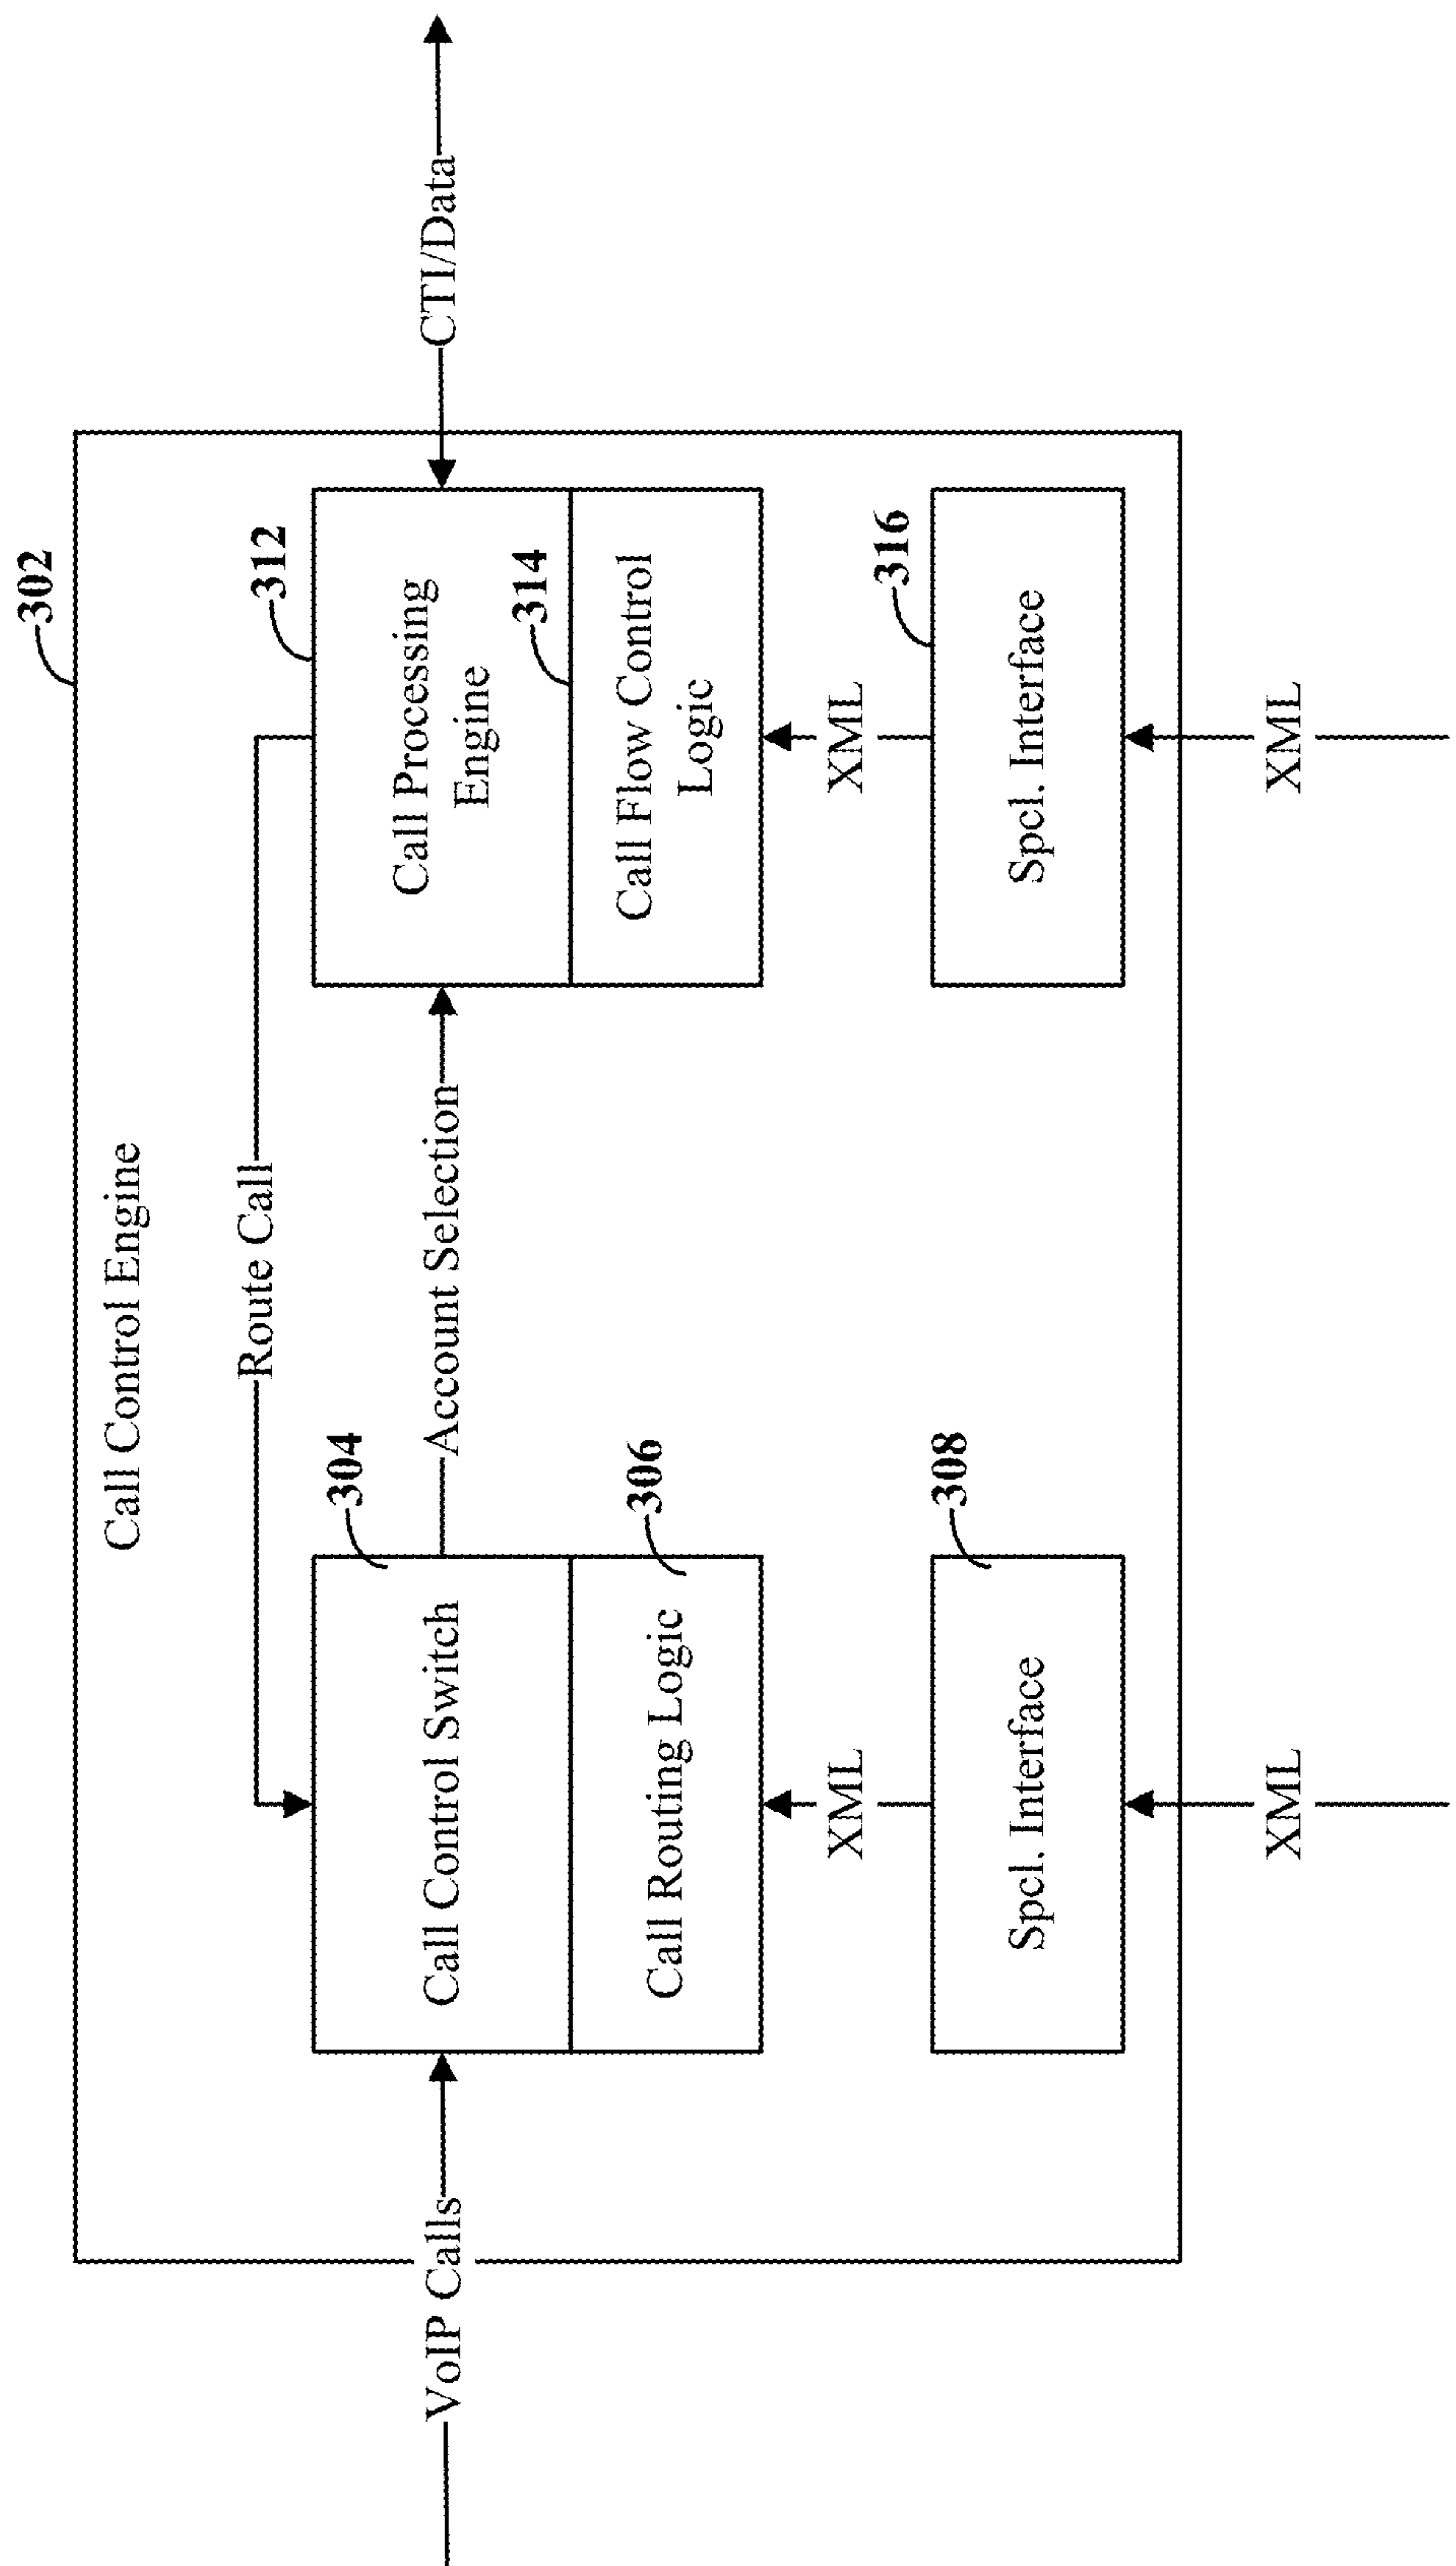 302
Call Control Engine
Route Call
312
304
VoIP Calls
Call Control Switch
Account Selection
Call Processing
Engine
CTI/Data
314
306
Call Routing Logic
Call Flow Control
Logic
XML
XML
308
316
Spcl. Interface
Spcl. Interface
XML
XML